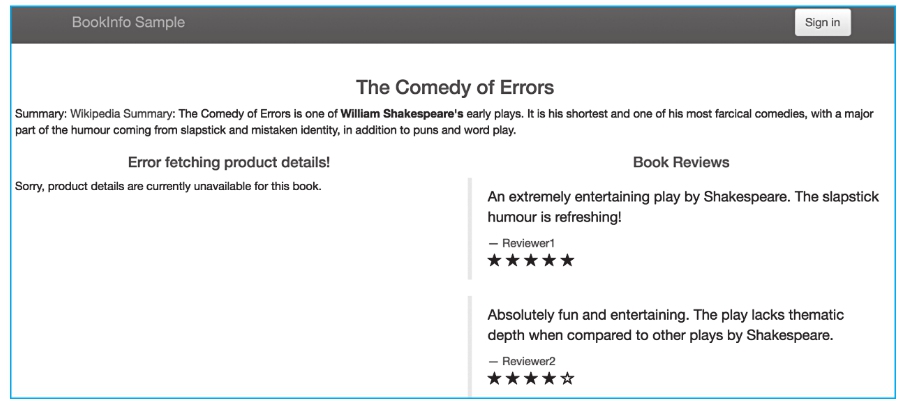 BookInfo Sample
Sign in
The Comedy of Errors
Summary: Wikipedia Summary: The Comedy of Errors is one of William Shakespeare's early plays. It is his shortest and one of his most farcical comedies, with a major
part of the humour coming from slapstick and mistaken identity, in addition to puns and word play.
Error fetching product details!
Sorry, product details are currently unavailable for this book.
Book Reviews
An extremely entertaining play by Shakespeare. The slapstick
humour is refreshing!
— Reviewer1
★★★★★
Absolutely fun and entertaining. The play lacks thematic
depth when compared to other plays by Shakespeare.
— Reviewer2
★★★★☆